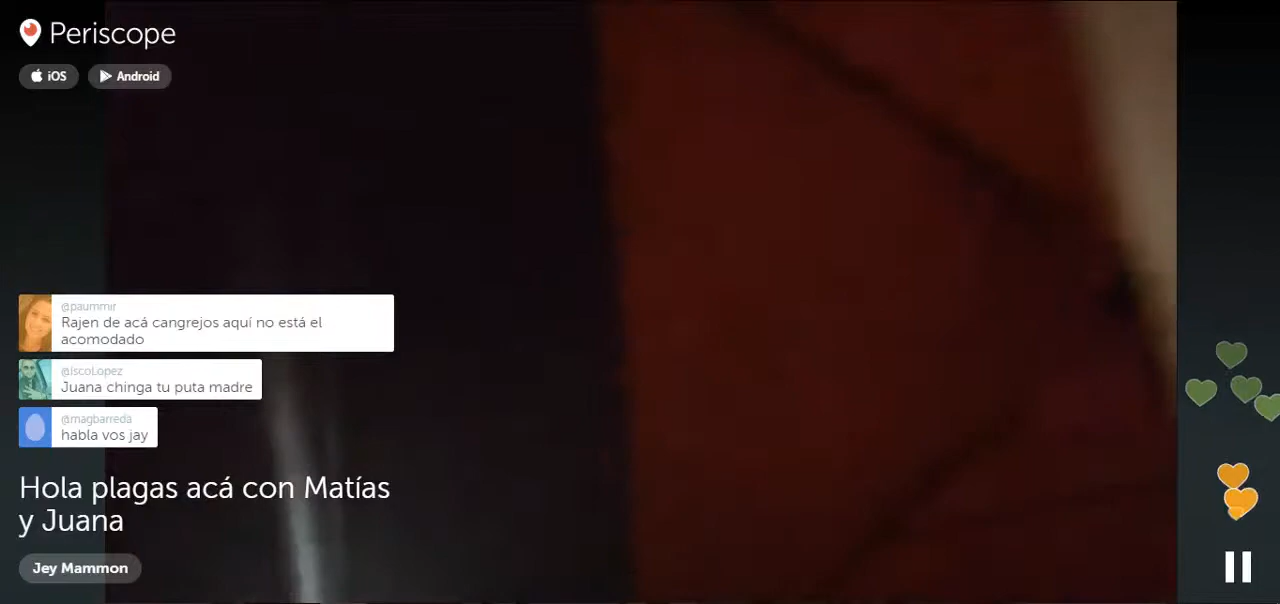 Periscope
iOS
Android
@paummir
Rajen de acá cangrejos aquí no está el
acomodado
@iscoLopez
Juana chinga tu puta madre
@magbarreda
habla vos jay
Hola plagas acá con Matías
y Juana
Jey Mammon